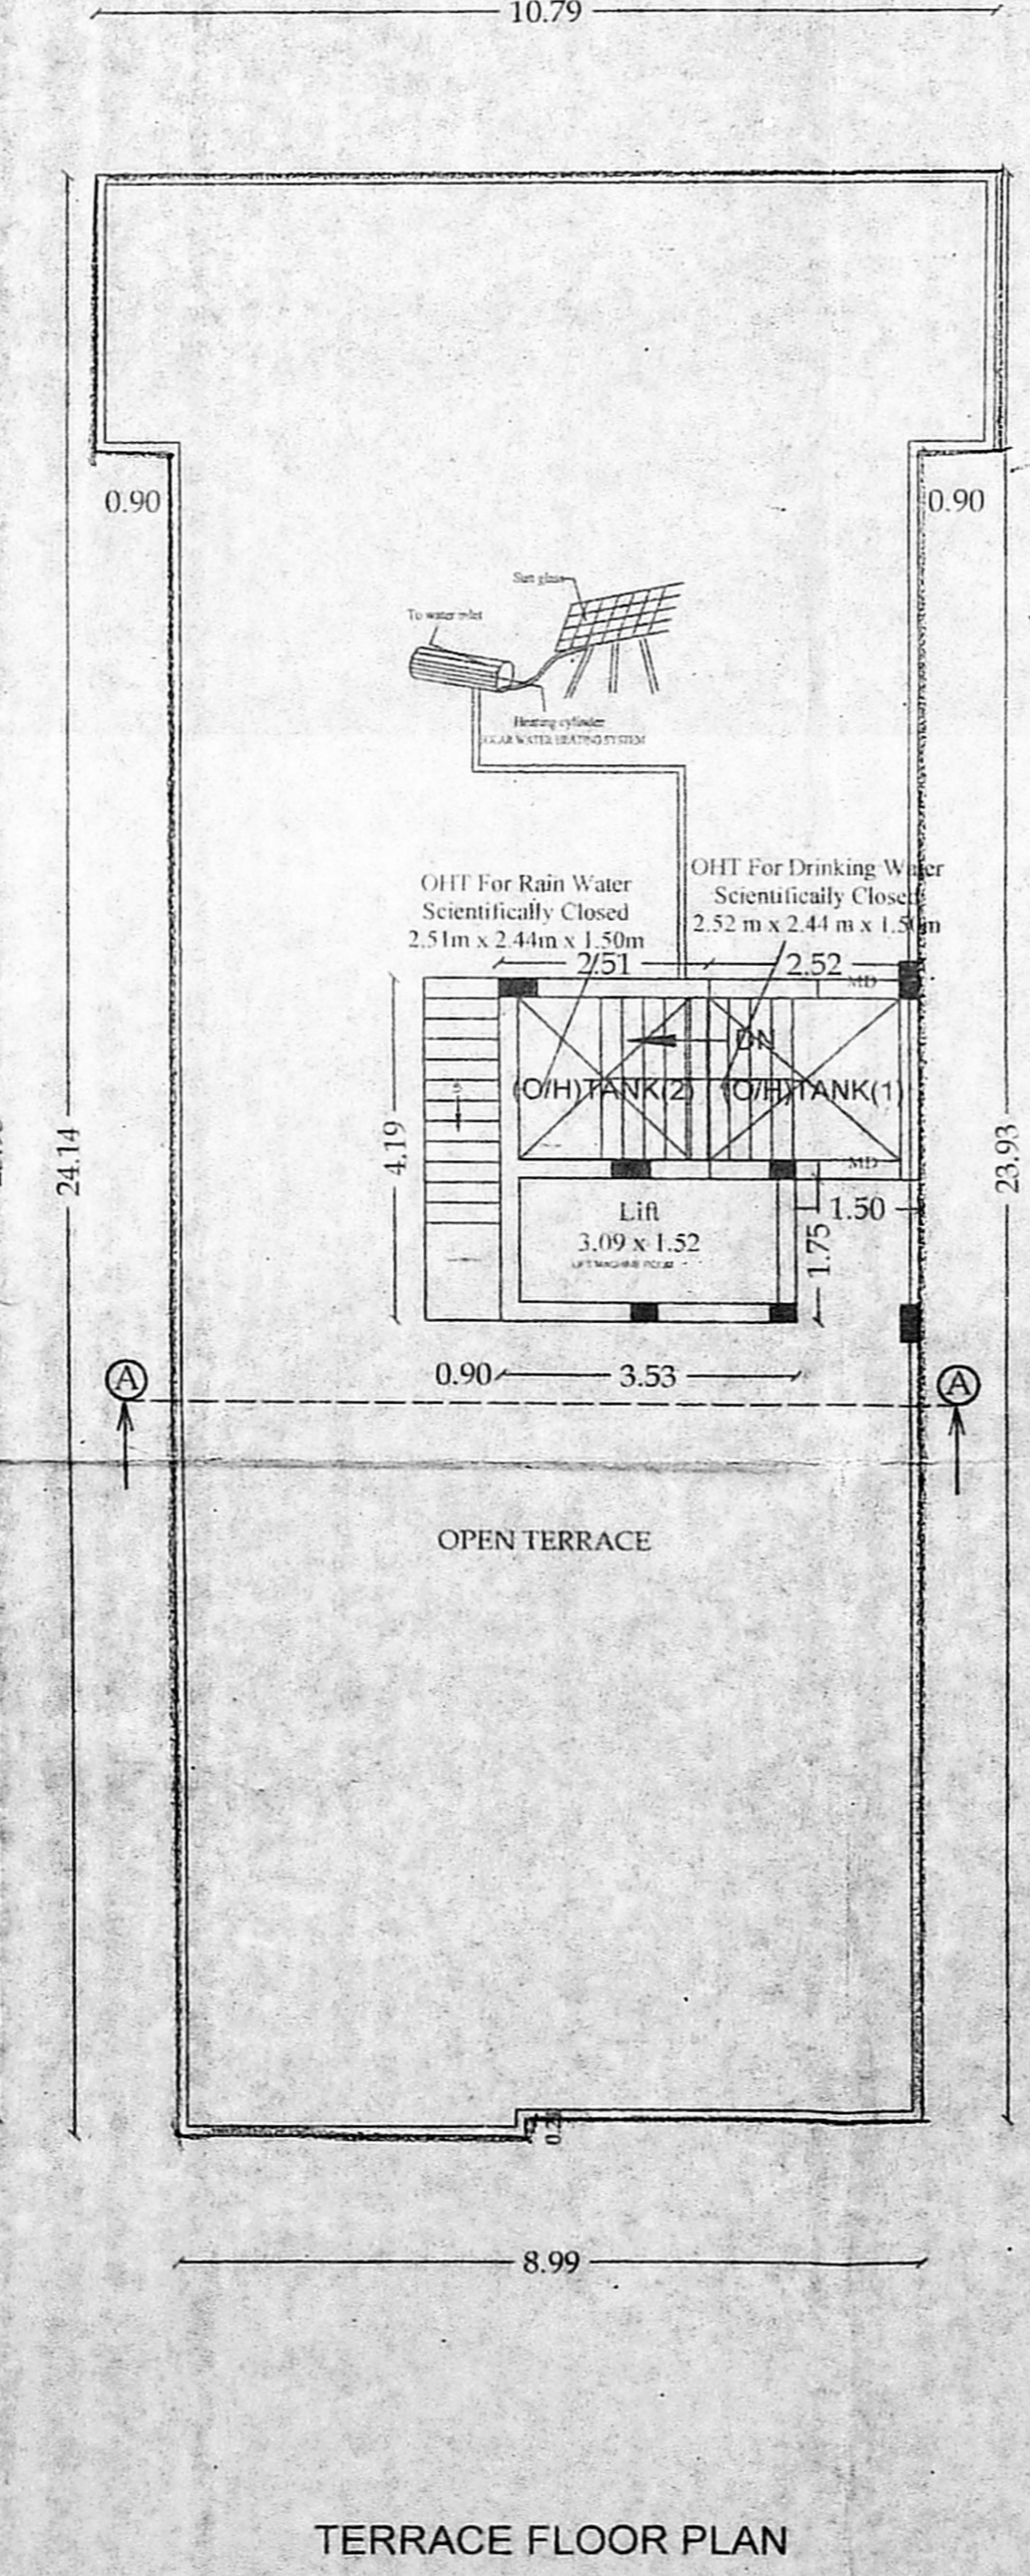 10.79
0.90
0.90
Sun glass
To water inlet
Heating cylinder
SOLAR WATER HEATING SYSTEM
OHT For Rain Water
Scientifically Closed
2.51m x 2.44m x 1.50m
OHT For Drinking Water
Scientifically Closed
2.52 m x 2.44 m x 1.50m
2.51
2.52
MD
DN
(O/H)TANK(2)
(O/H)TANK(1)
4.19
24.14
23.93
MD
Lift
3.09 x 1.52
LIFT MACHINE ROOM
1.50
1.75
0.90
3.53
A
A
OPEN TERRACE
8.99
TERRACE FLOOR PLAN